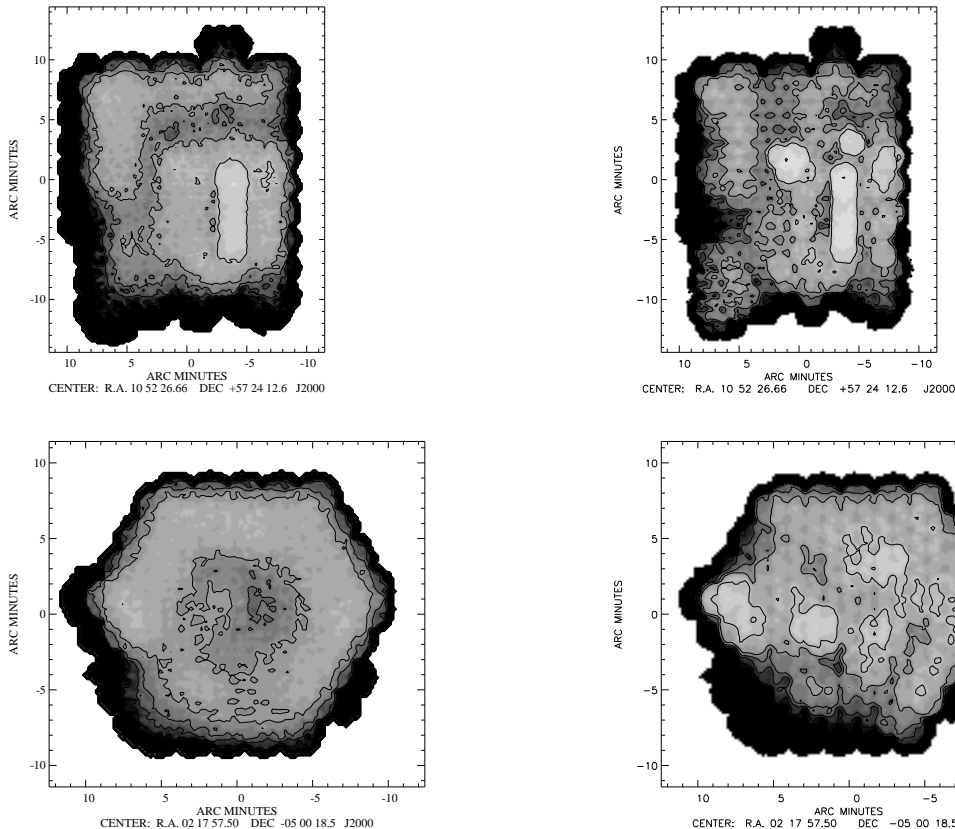 10
5
0
-5
-10
ARC MINUTES
10 5 0 -5 -10
ARC MINUTES
CENTER: R.A. 10 52 26.66 DEC +57 24 12.6 J2000
10
5
0
−5
−10
ARC MINUTES
10 5 0 −5 −10
ARC MINUTES
CENTER: R.A. 10 52 26.66 DEC +57 24 12.6 J2000
10
5
0
-5
-10
ARC MINUTES
10 5 0 -5 -10
ARC MINUTES
CENTER: R.A. 02 17 57.50 DEC -05 00 18.5 J2000
10
5
0
−5
−10
ARC MINUTES
10 5 0 −5
ARC MINUTES
CENTER: R.A. 02 17 57.50 DEC −05 00 18.5